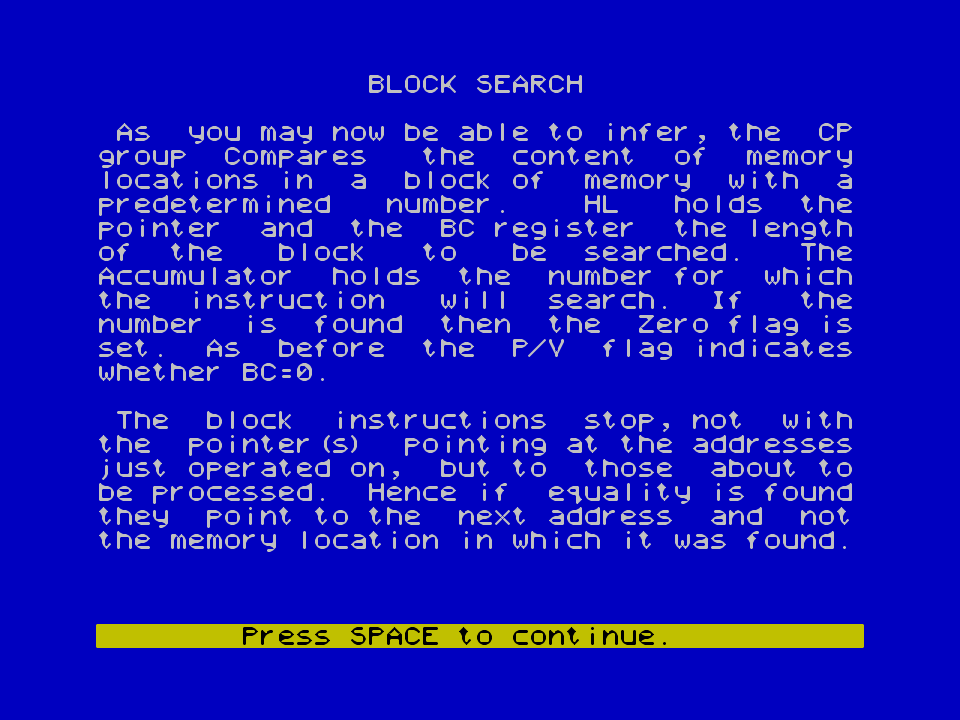 BLOCK SEARCH
As you may now be able to infer, the CP
group Compares the content of memory
locations in a block of memory with a
predetermined number. HL holds the
pointer and the BC register the length
of the block to be searched. The
Accumulator holds the number for which
the instruction will search. If the
number is found then the Zero flag is
set. As before the P/V flag indicates
whether BC=0.
The block instructions stop, not with
the pointer(s) pointing at the addresses
just operated on, but to those about to
be processed. Hence if equality is found
they point to the next address and not
the memory location in which it was found.
Press SPACE to continue.